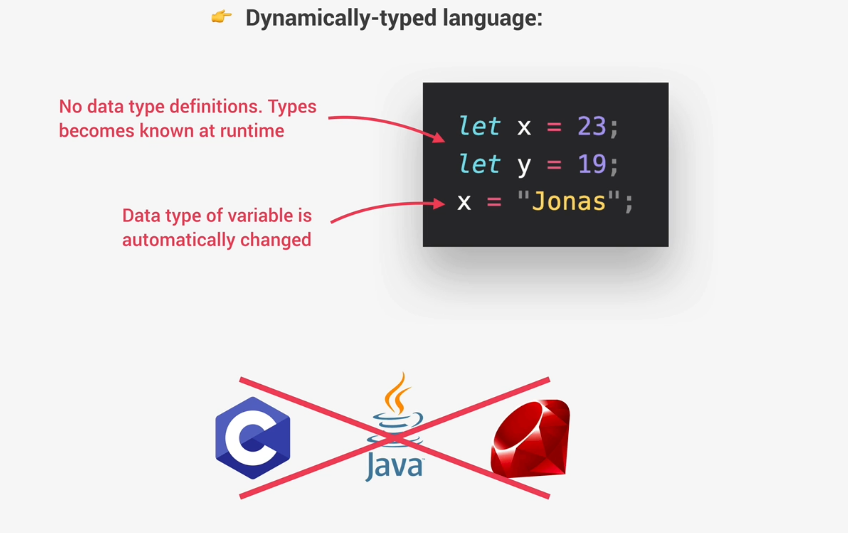 👉 Dynamically-typed language:
No data type definitions. Types
becomes known at runtime
let x = 23;
let y = 19;
x = "Jonas";
Data type of variable is
automatically changed
C
Java